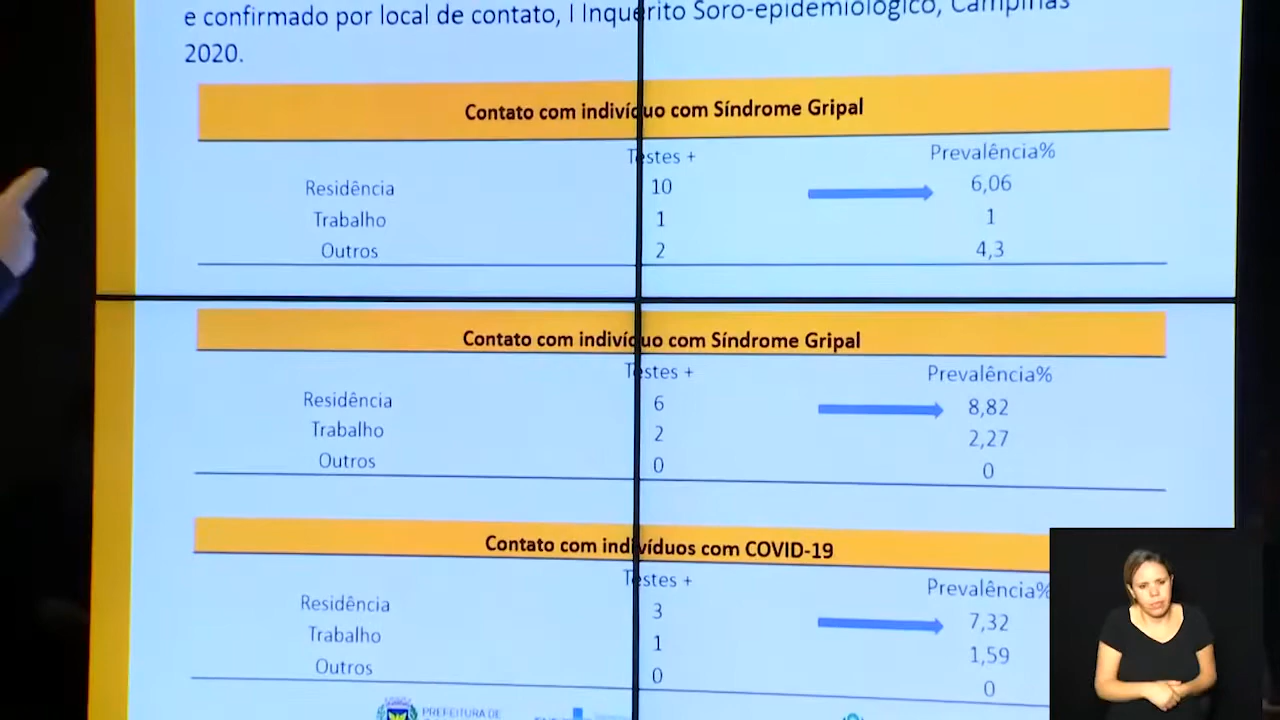 e confirmado por local de contato, I Inquérito Soro-epidemiológico, Campinas
2020.
Contato com indivíduo com Síndrome Gripal
Testes + Prevalência%
Residência 10 6,06
Trabalho 1 1
Outros 2 4,3
Contato com indivíduo com Síndrome Gripal
Testes + Prevalência%
Residência 6 8,82
Trabalho 2 2,27
Outros 0 0
Contato com indivíduos com COVID-19
Testes + Prevalência%
Residência 3 7,32
Trabalho 1 1,59
Outros 0 0
PREFEITURA DE